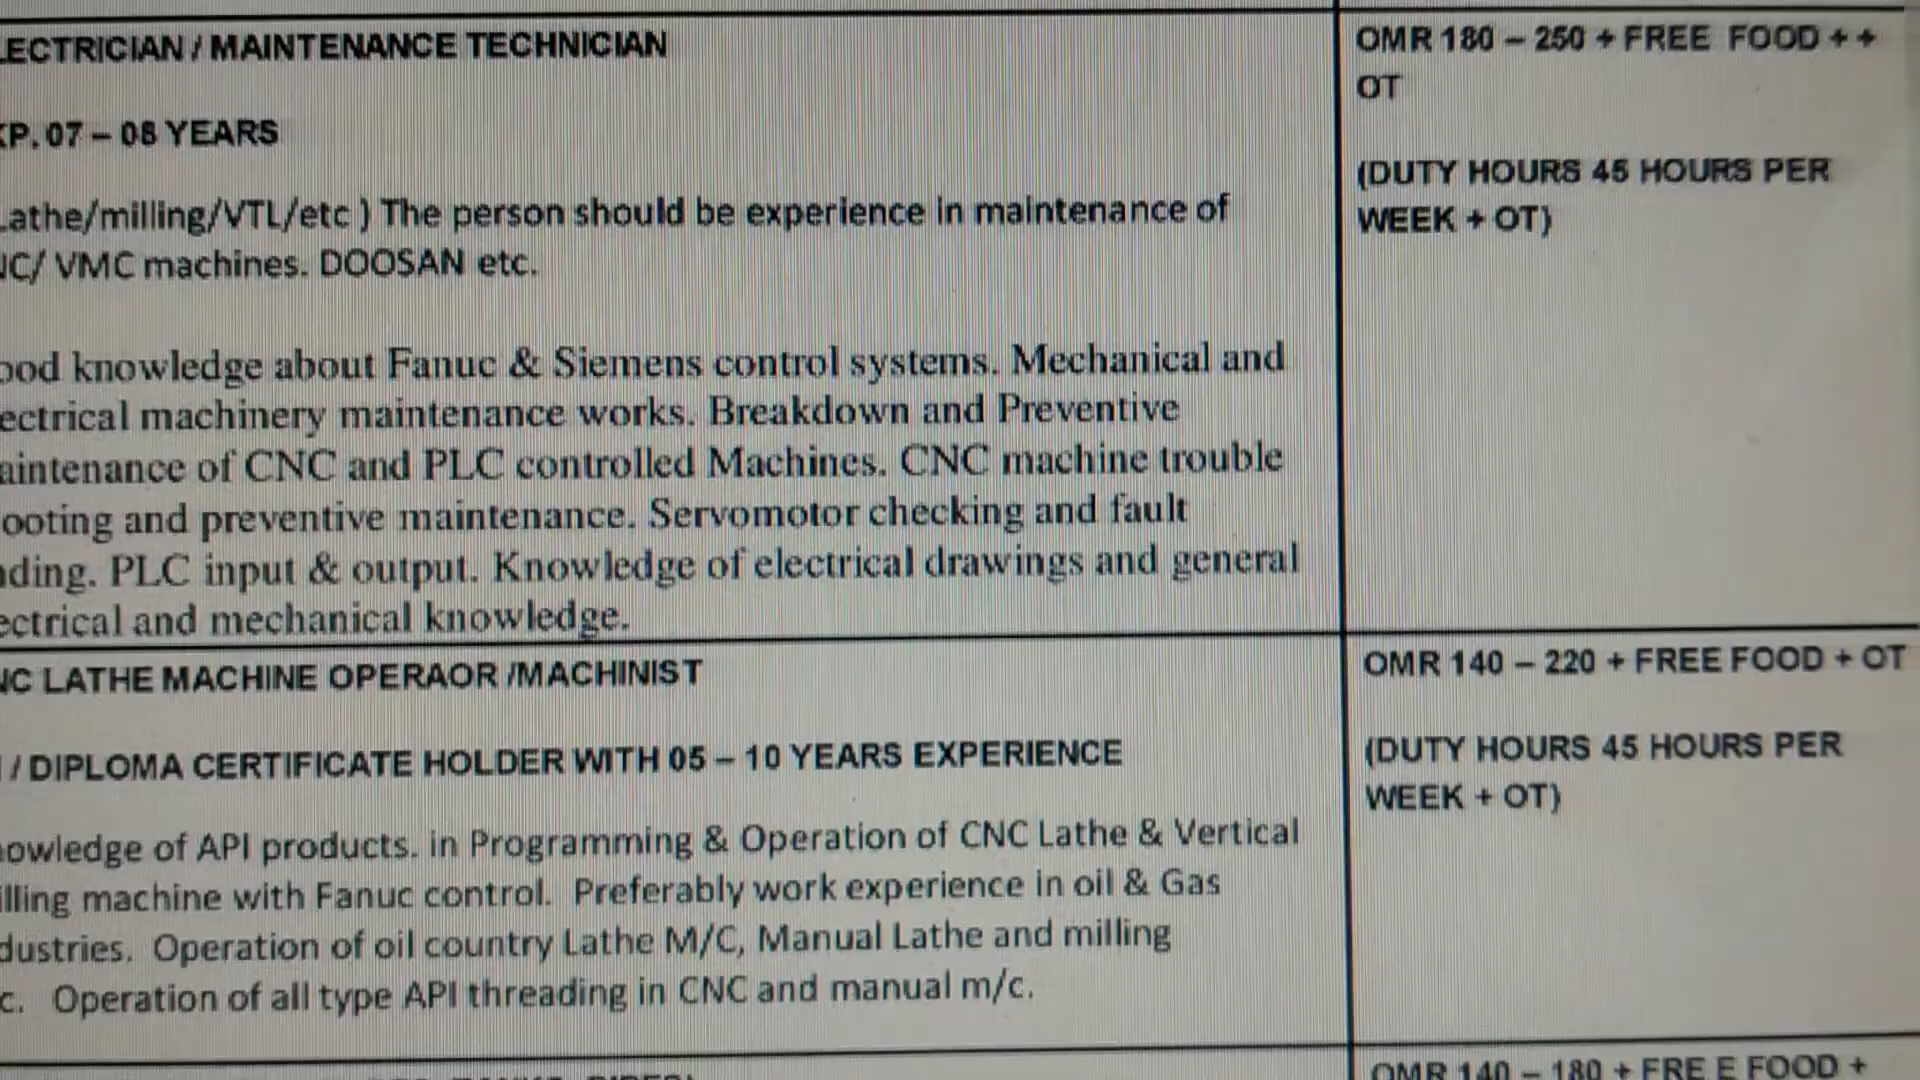 LECTRICIAN / MAINTENANCE TECHNICIAN
XP. 07 – 08 YEARS
Lathe/milling/VTL/etc ) The person should be experience in maintenance of
NC/ VMC machines. DOOSAN etc.
ood knowledge about Fanuc & Siemens control systems. Mechanical and
ectrical machinery maintenance works. Breakdown and Preventive
aintenance of CNC and PLC controlled Machines. CNC machine trouble
ooting and preventive maintenance. Servomotor checking and fault
nding. PLC input & output. Knowledge of electrical drawings and general
ectrical and mechanical knowledge.
OMR 180 – 250 + FREE FOOD + +
OT
(DUTY HOURS 45 HOURS PER
WEEK + OT)
NC LATHE MACHINE OPERAOR /MACHINIST
/ DIPLOMA CERTIFICATE HOLDER WITH 05 – 10 YEARS EXPERIENCE
nowledge of API products. in Programming & Operation of CNC Lathe & Vertical
illing machine with Fanuc control. Preferably work experience in oil & Gas
dustries. Operation of oil country Lathe M/C, Manual Lathe and milling
c. Operation of all type API threading in CNC and manual m/c.
OMR 140 – 220 + FREE FOOD + OT
(DUTY HOURS 45 HOURS PER
WEEK + OT)
OMR 140 – 180 + FRE E FOOD +